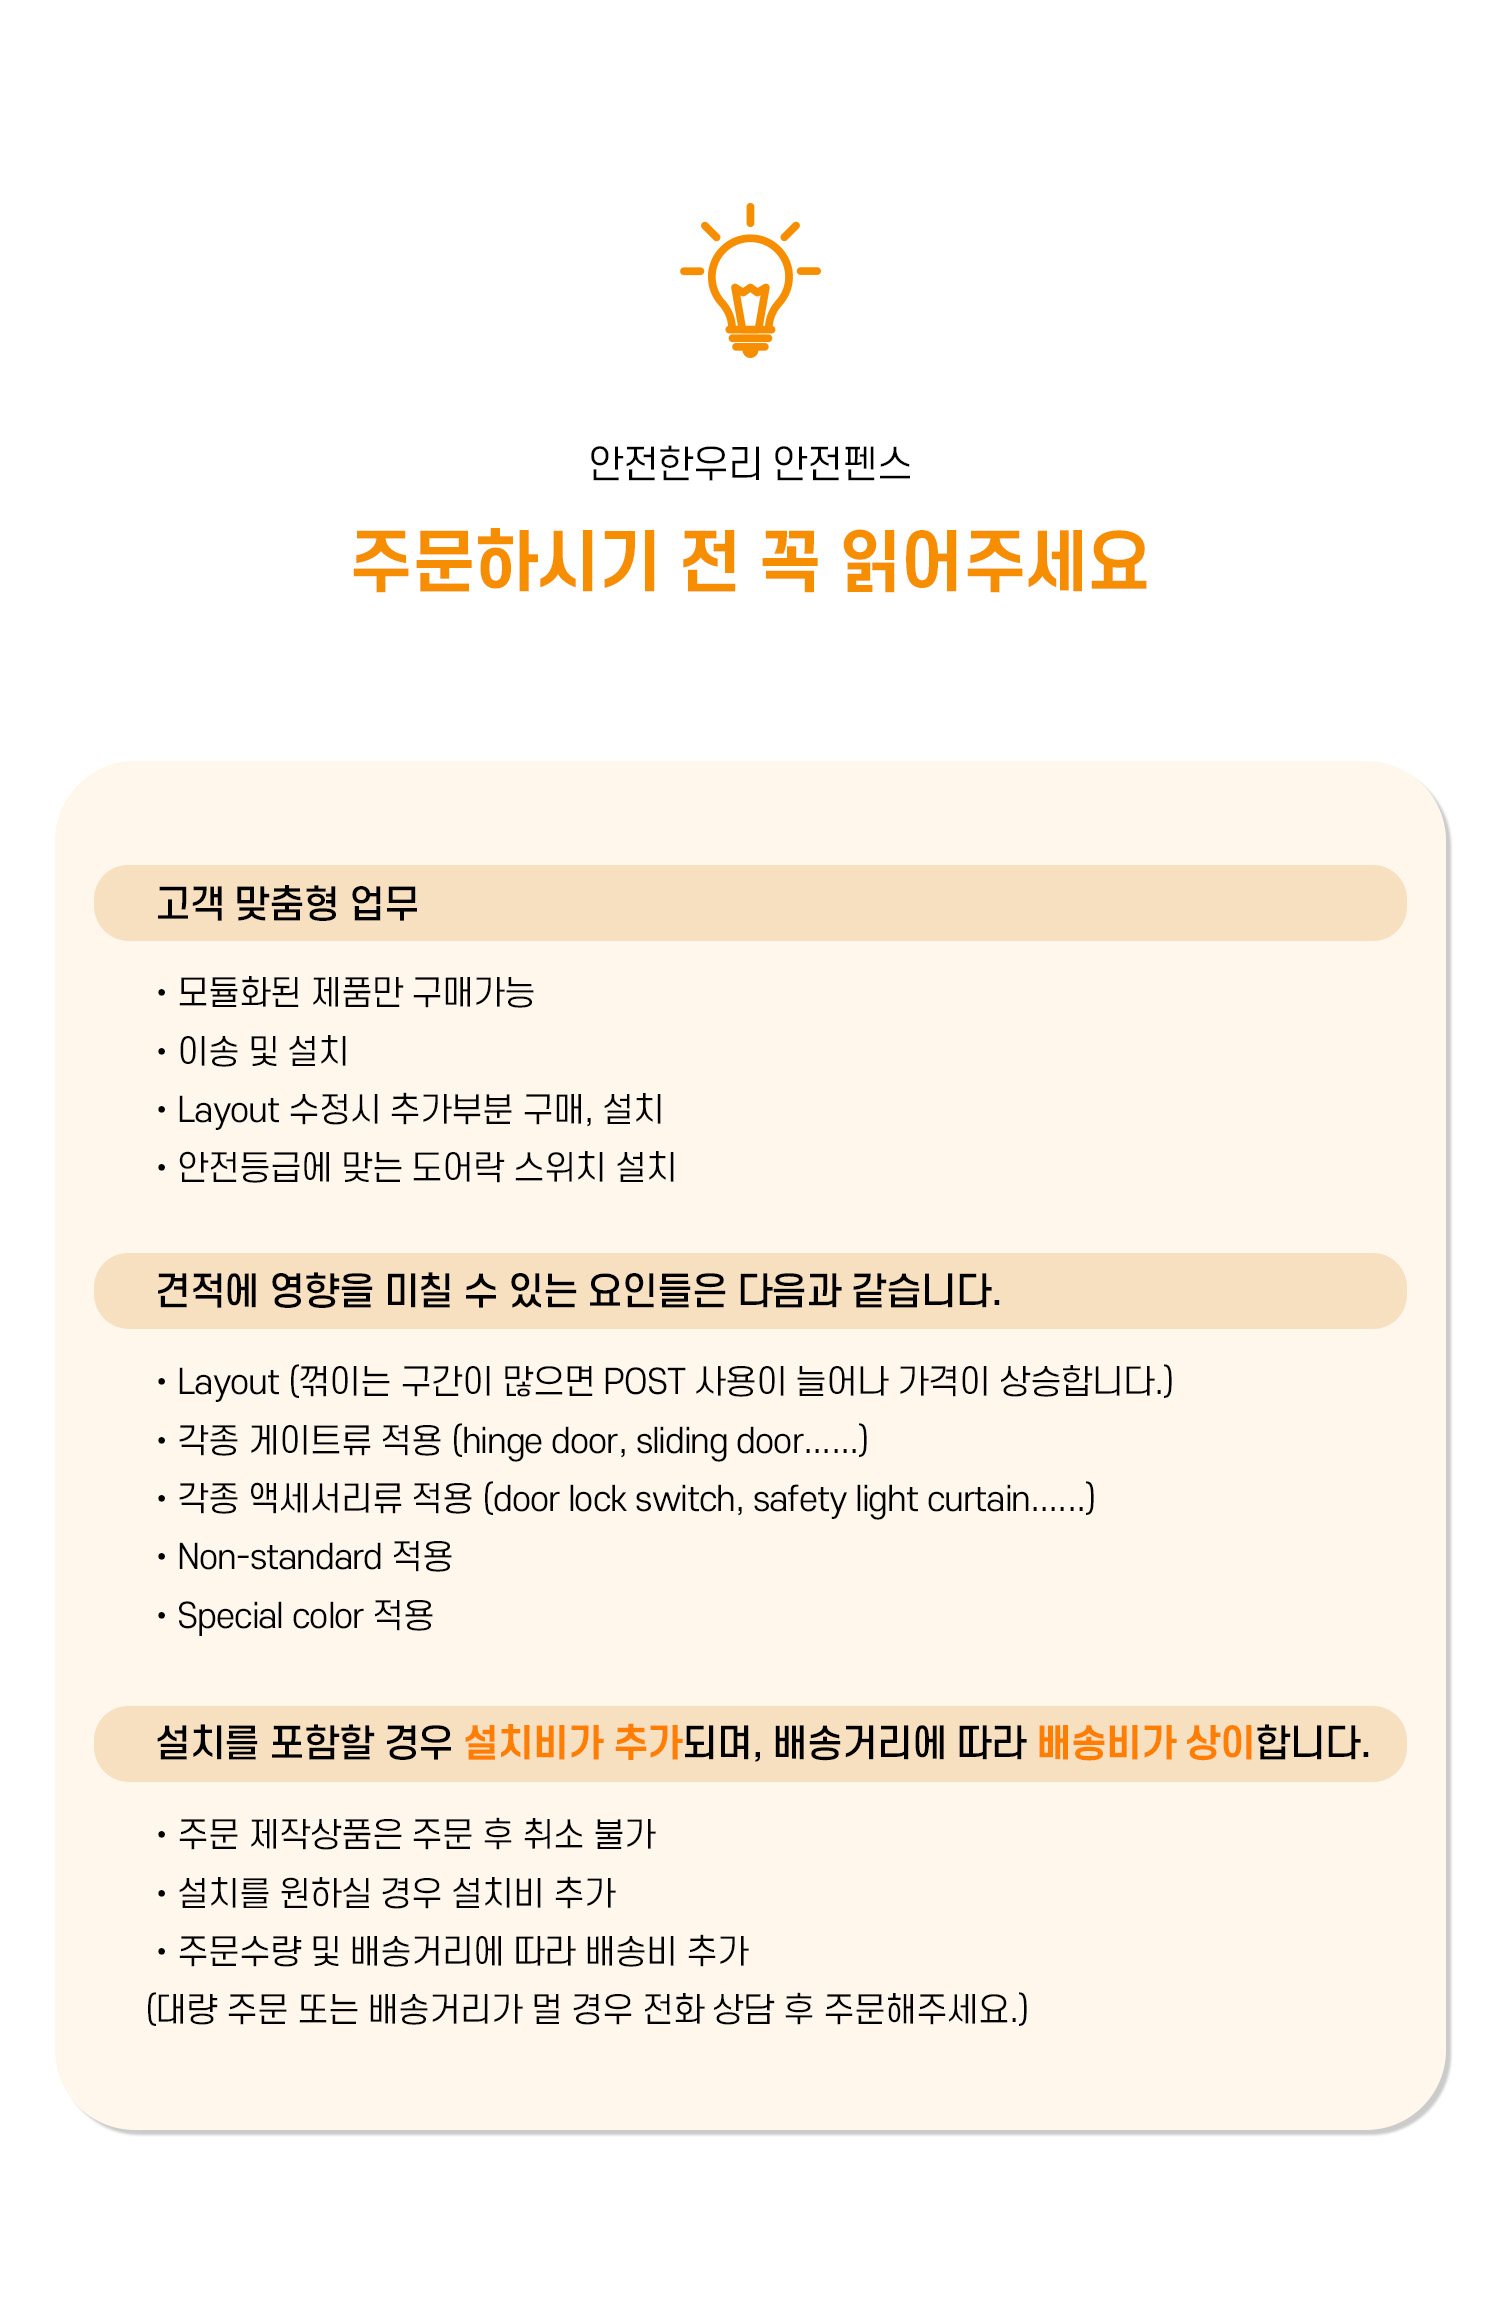 안전한우리 안전펜스
주문하시기 전 꼭 읽어주세요
고객 맞춤형 업무
• 모듈화된 제품만 구매가능
• 이송 및 설치
• Layout 수정시 추가부분 구매, 설치
• 안전등급에 맞는 도어락 스위치 설치
견적에 영향을 미칠 수 있는 요인들은 다음과 같습니다.
• Layout (꺾이는 구간이 많으면 POST 사용이 늘어나 가격이 상승합니다.)
• 각종 게이트류 적용 (hinge door, sliding door......)
• 각종 액세서리류 적용 (door lock switch, safety light curtain......)
• Non-standard 적용
• Special color 적용
설치를 포함할 경우 설치비가 추가되며, 배송거리에 따라 배송비가 상이합니다.
• 주문 제작상품은 주문 후 취소 불가
• 설치를 원하실 경우 설치비 추가
• 주문수량 및 배송거리에 따라 배송비 추가
(대량 주문 또는 배송거리가 멀 경우 전화 상담 후 주문해주세요.)